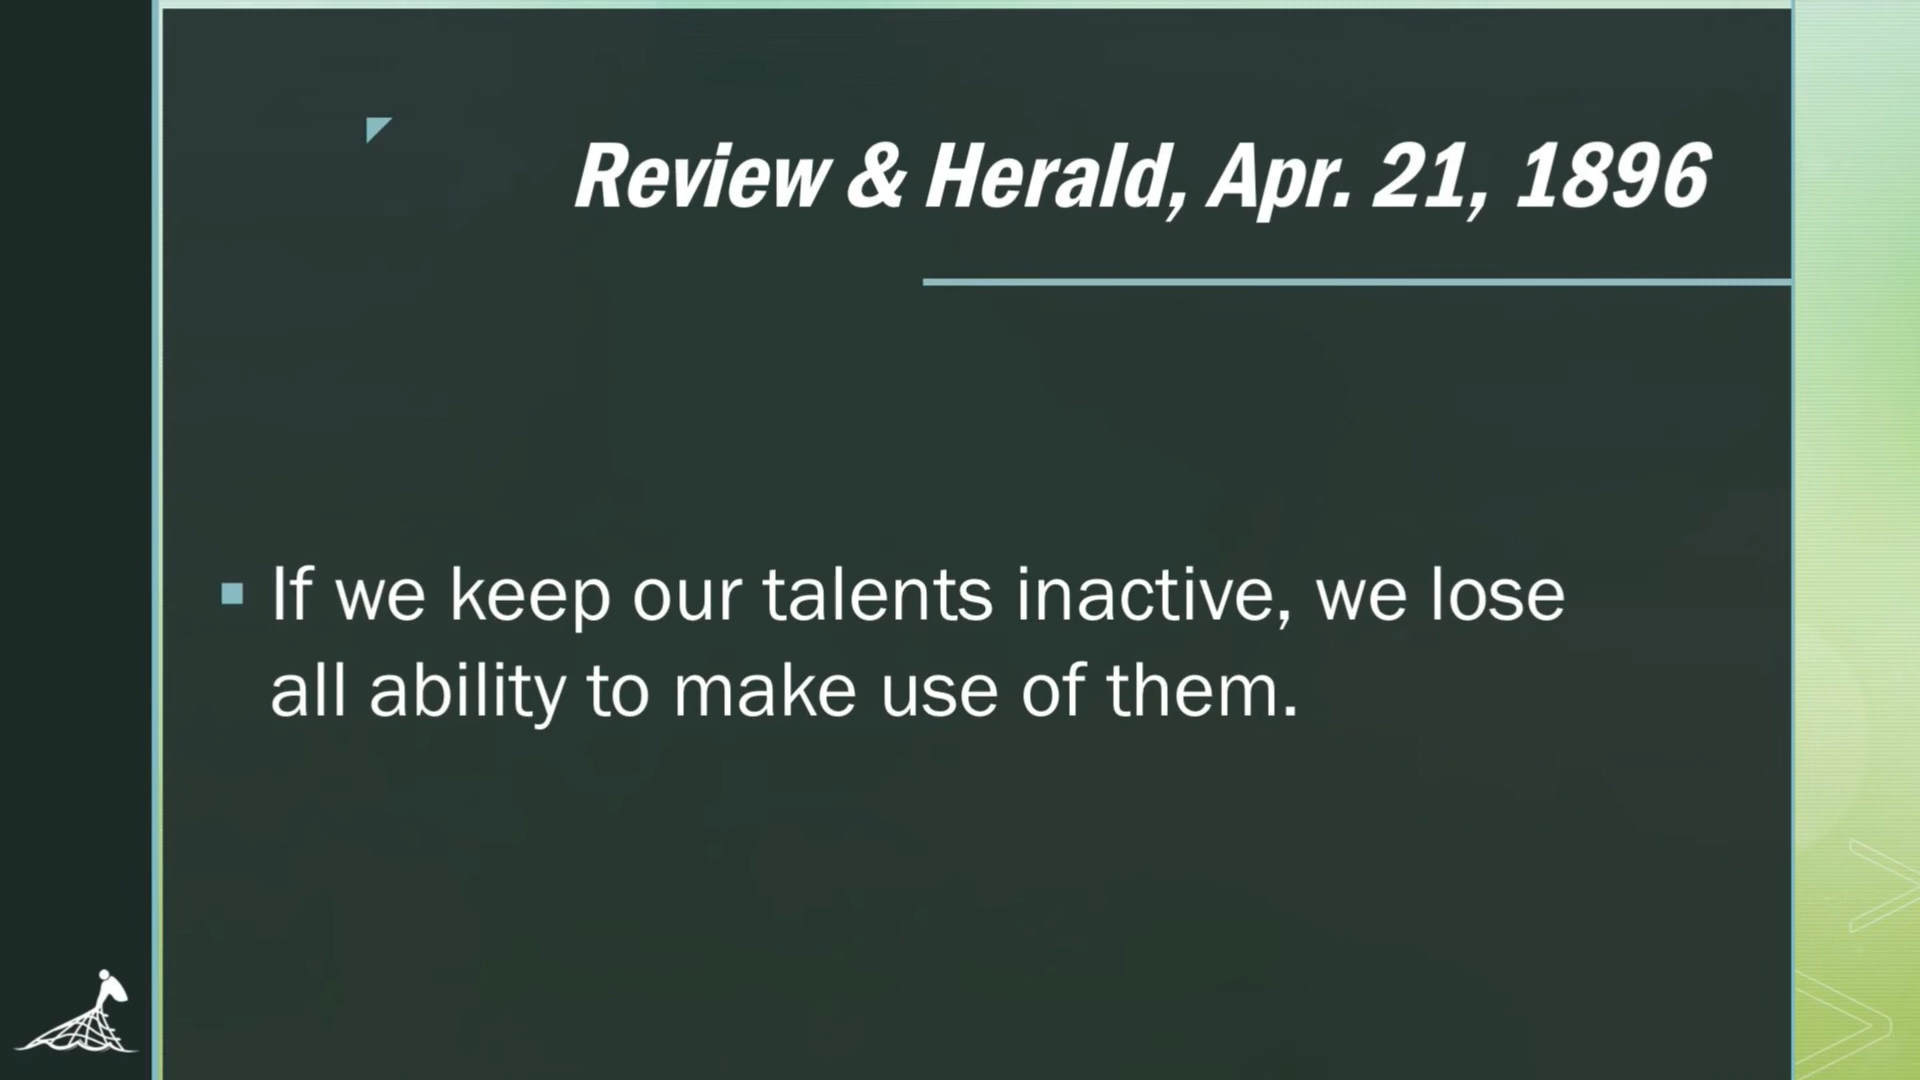 Review & Herald, Apr. 21, 1896
If we keep our talents inactive, we lose
all ability to make use of them.